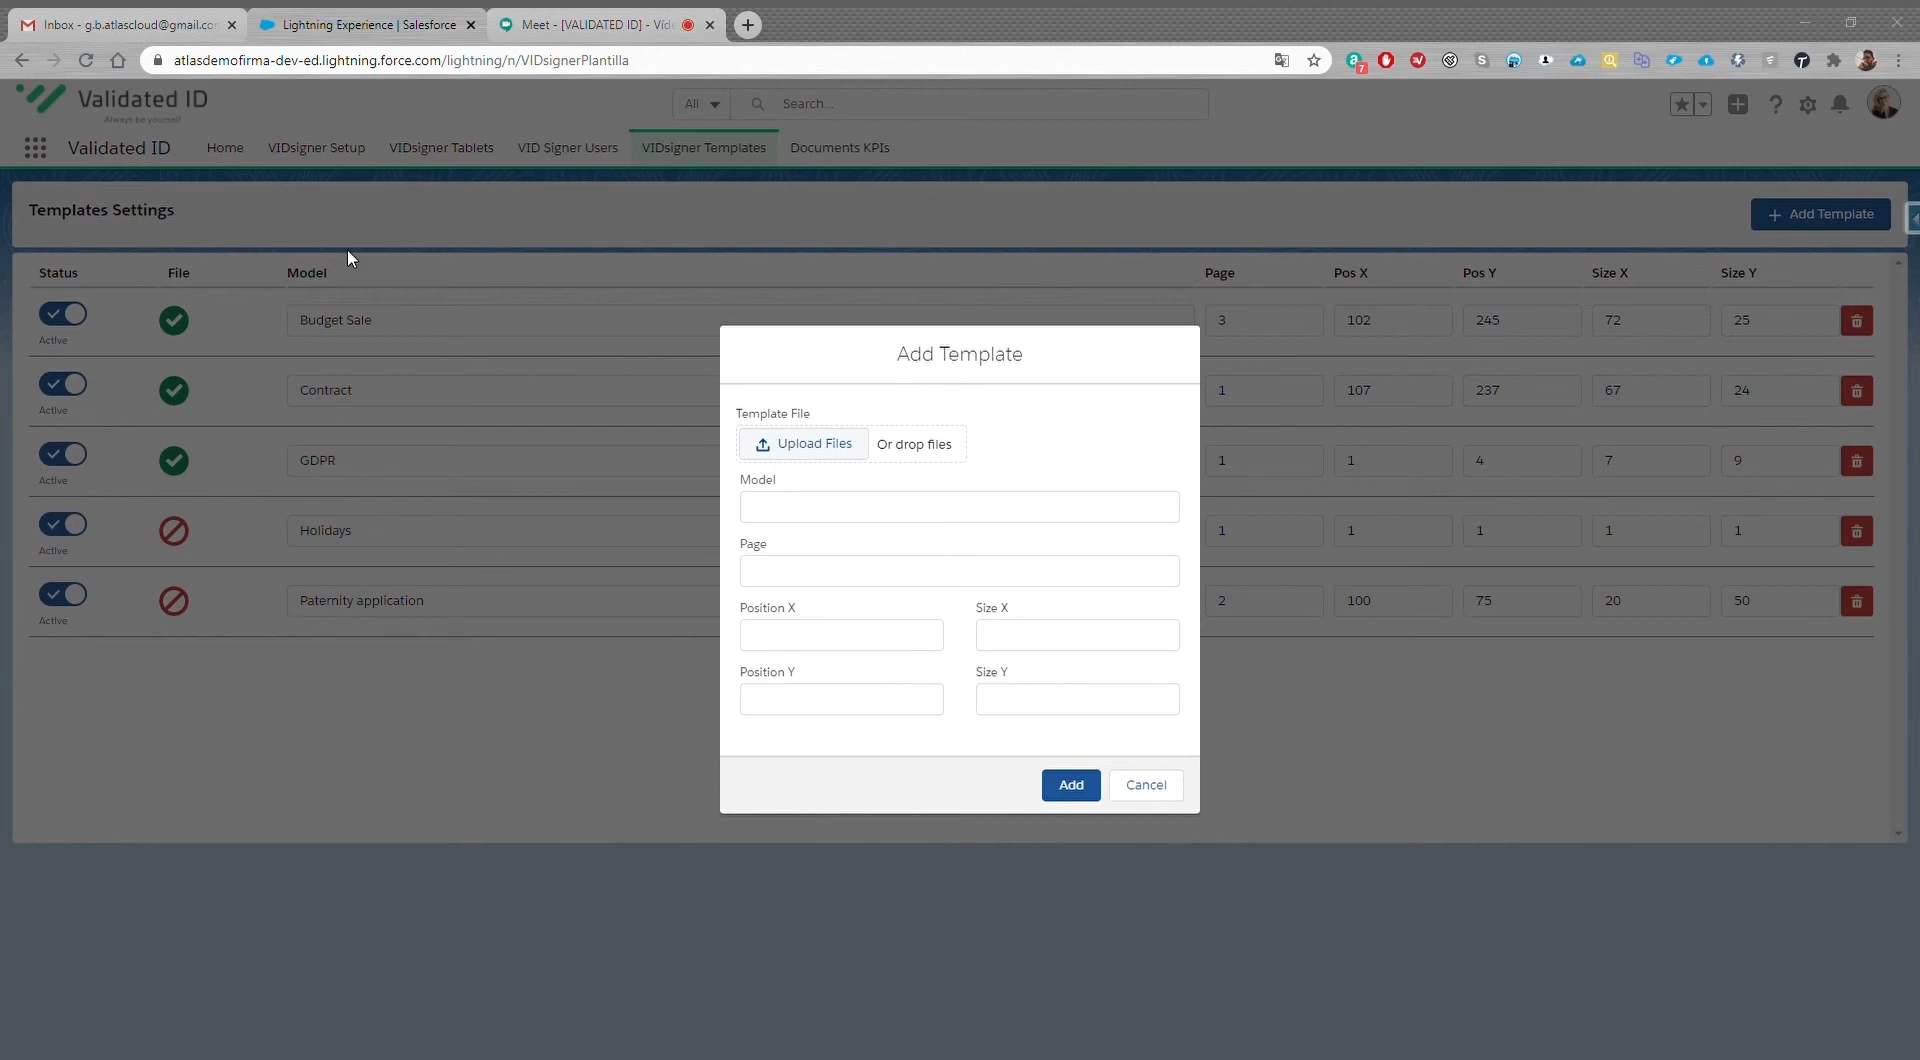 Inbox - g.b.atlascloud@gmail.co
Lightning Experience | Salesforce
Meet - [VALIDATED ID] - Vid
atlasdemofirma-dev-ed.lightning.force.com/lightning/n/VIDsignerPlantilla
7
Validated ID
Always be yourself
All
Search...
Validated ID
Home
VIDsigner Setup
VIDsigner Tablets
VID Signer Users
VIDsigner Templates
Documents KPIs
Templates Settings
Add Template
Status File Model Page Pos X Pos Y Size X Size Y
Active Budget Sale 3 102 245 72 25
Active Contract 1 107 237 67 24
Active GDPR 1 1 4 7 9
Active Holidays 1 1 1 1 1
Active Paternity application 2 100 75 20 50
Add Template
Template File
Upload Files Or drop files
Model
Page
Position X Size X
Position Y Size Y
Add Cancel